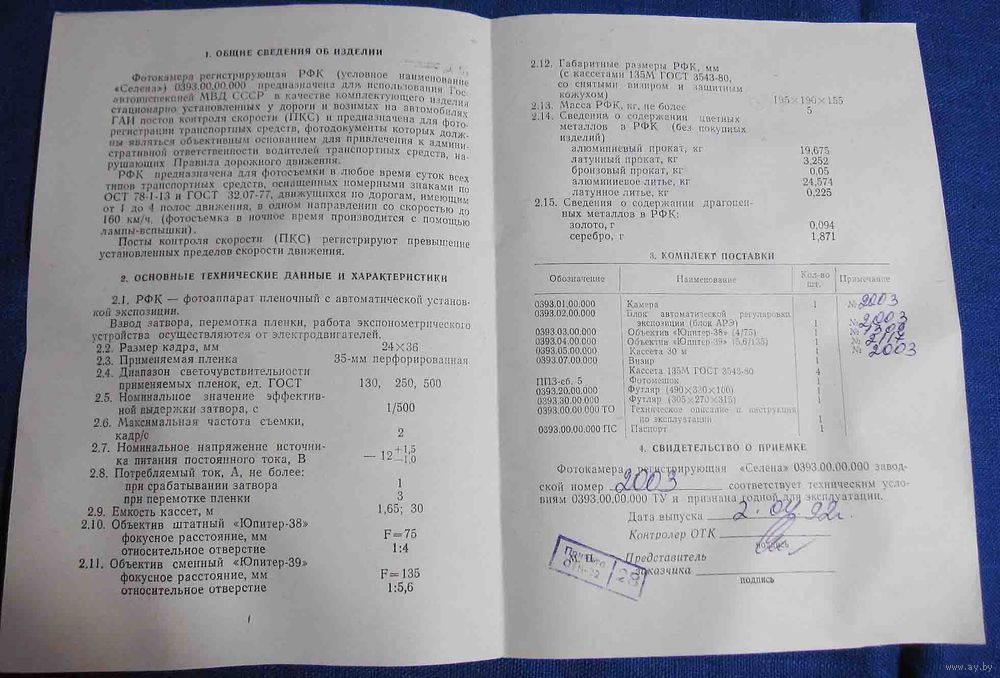 1. ОБЩИЕ СВЕДЕНИЯ ОБ ИЗДЕЛИИ
Фотокамера регистрирующая РФК (условное наименование
«Селена») 0393.00.00.000 предназначена для использования Гос-
автоинспекцией МВД СССР в качестве комплектующего изделия
стационарно установленных у дороги и возимых на автомобилях
ГАИ постов контроля скорости (ПКС) и предназначена для фото-
регистрации транспортных средств, фотодокументы которых долж-
ны являться объективным основанием для привлечения к админи-
стративной ответственности водителей транспортных средств, на-
рушающих Правила дорожного движения.
РФК предназначена для фотосъемки в любое время суток всех
типов транспортных средств, оснащенных номерными знаками по
ОСТ 78-1-13 и ГОСТ 32.07-77, движущихся по дорогам, имеющим
от 1 до 4 полос движения, в одном направлении со скоростью до
160 км/ч. (фотосъемка в ночное время производится с помощью
лампы-вспышки).
Посты контроля скорости (ПКС) регистрируют превышение
установленных пределов скорости движения.
2. ОСНОВНЫЕ ТЕХНИЧЕСКИЕ ДАННЫЕ И ХАРАКТЕРИСТИКИ
2.1. РФК — фотоаппарат пленочный с автоматической установ-
кой экспозиции.
Взвод затвора, перемотка пленки, работа экспонометрического
устройства осуществляются от электродвигателей.
2.2. Размер кадра, мм 24×36
2.3. Применяемая пленка 35-мм перфорированная
2.4. Диапазон светочувствительности
применяемых пленок, ед. ГОСТ 130, 250, 500
2.5. Номинальное значение эффектив-
ной выдержки затвора, с 1/500
2.6. Максимальная частота съемки,
кадр/с 2
2.7. Номинальное напряжение источни-
ка питания постоянного тока, В — 12 +1,5 —1,0
2.8. Потребляемый ток, А, не более:
при срабатывании затвора 1
при перемотке пленки 3
2.9. Емкость кассет, м 1,65; 30
2.10. Объектив штатный «Юпитер-38»
фокусное расстояние, мм F=75
относительное отверстие 1:4
2.11. Объектив сменный «Юпитер-39»
фокусное расстояние, мм F=135
относительное отверстие 1:5,6
1
2.12. Габаритные размеры РФК, мм
(с кассетами 135М ГОСТ 3543-80,
со снятыми визиром и защитным
кожухом) 195×190×155
2.13. Масса РФК, кг, не более 5
2.14. Сведения о содержании цветных
металлов в РФК (без покупных
изделий)
алюминиевый прокат, кг 19,675
латунный прокат, кг 3,252
бронзовый прокат, кг 0,05
алюминиевое литье, кг 24,574
латунное литье, кг 0,225
2.15. Сведения о содержании драгоцен-
ных металлов в РФК:
золото, г 0,094
серебро, г 1,871
3. КОМПЛЕКТ ПОСТАВКИ
Обозначение Наименование Кол-во шт. Примечание
0393.01.00.000 Камера 1 № 2003
0393.02.00.000 Блок автоматической регулировки
экспозиции (блок АРЭ) 1 № 2003
0393.03.00.000 Объектив «Юпитер-38» (4/75) 1 №
0393.04.00.000 Объектив «Юпитер-39» (5,6/135) 1 №
0393.05.00.000 Кассета 30 м 1 № 2003
0393.07.00.000 Визир 1
Кассета 135М ГОСТ 3543-80 4
ППЗ-сб. 5 Фотомешок 1
0393.20.00.000 Футляр (490×330×100) 1
0393.30.00.000 Футляр (305×270×315) 1
0393.00.00.000 ТО Техническое описание и инструкция
по эксплуатации 1
0393.00.00.000 ПС Паспорт 1
4. СВИДЕТЕЛЬСТВО О ПРИЕМКЕ
Фотокамера регистрирующая «Селена» 0393.00.00.000 завод-
ской номер 2003 соответствует техническим усло-
виям 0393.00.00.000 ТУ и признана годной для эксплуатации.
Дата выпуска 2.04.92г.
Контролер ОТК
подпись
М. П. Представитель
заказчика
подпись
Принято
28
www.ay.by